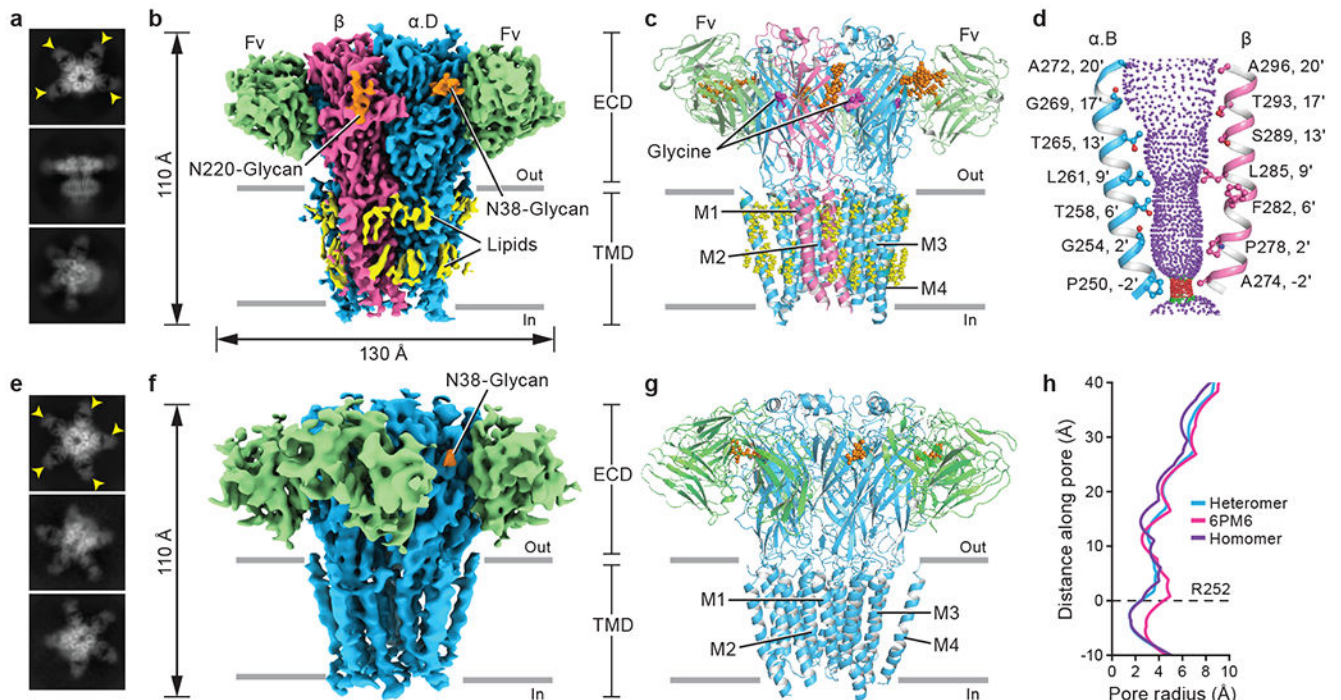 a
b
β
α.D
Fv
Fv
N220-Glycan
N38-Glycan
Lipids
Out
In
110 Å
130 Å
ECD
TMD
c
Fv
Glycine
Out
M1
M2
M3
M4
In
d
α.B
β
A272, 20'
A296, 20'
G269, 17'
T293, 17'
T265, 13'
S289, 13'
L261, 9'
L285, 9'
T258, 6'
F282, 6'
G254, 2'
P278, 2'
P250, -2'
A274, -2'
e
f
N38-Glycan
110 Å
Out
In
ECD
TMD
g
Out
M1
M2
M3
M4
In
h
Distance along pore (Å)
40
30
20
10
0
-10
Heteromer
6PM6
Homomer
R252
0 2 4 6 8 10
Pore radius (Å)